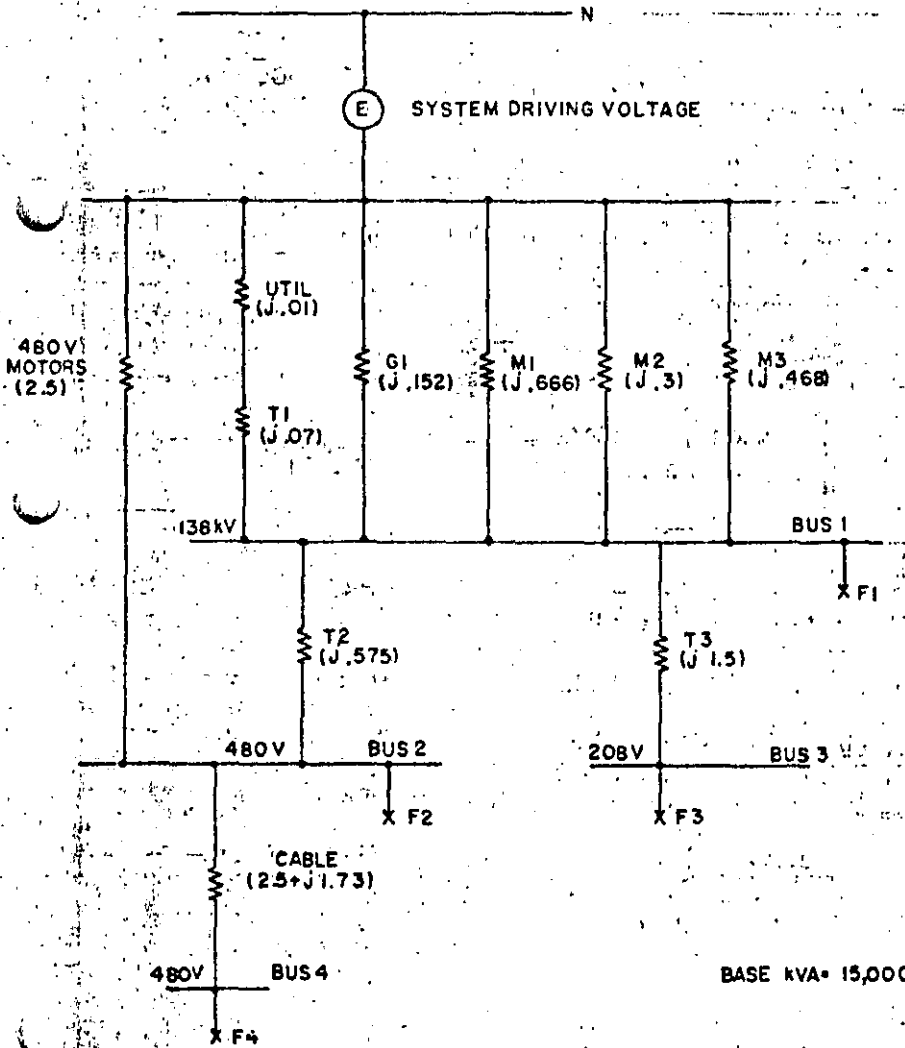 N
E
SYSTEM DRIVING VOLTAGE
UTIL
(j.01)
480V
MOTORS
(2.5)
G1
(j.152)
M1
(j.666)
M2
(j.3)
M3
(j.468)
T1
(j.07)
138kV
BUS 1
F1
T2
(j.575)
T3
(j 1.5)
480V
BUS 2
208V
BUS 3
F2
F3
CABLE
(2.5+j1.73)
480V
BUS 4
BASE kVA= 15,000
F4